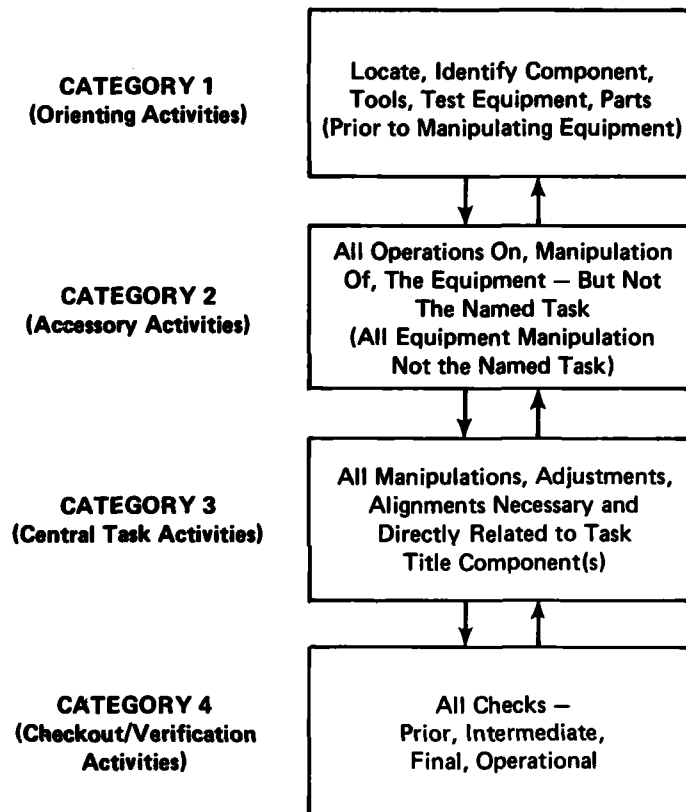 CATEGORY 1
(Orienting Activities)
Locate, Identify Component,
Tools, Test Equipment, Parts
(Prior to Manipulating Equipment)
CATEGORY 2
(Accessory Activities)
All Operations On, Manipulation
Of, The Equipment — But Not
The Named Task
(All Equipment Manipulation
Not the Named Task)
CATEGORY 3
(Central Task Activities)
All Manipulations, Adjustments,
Alignments Necessary and
Directly Related to Task
Title Component(s)
CATEGORY 4
(Checkout/Verification
Activities)
All Checks —
Prior, Intermediate,
Final, Operational